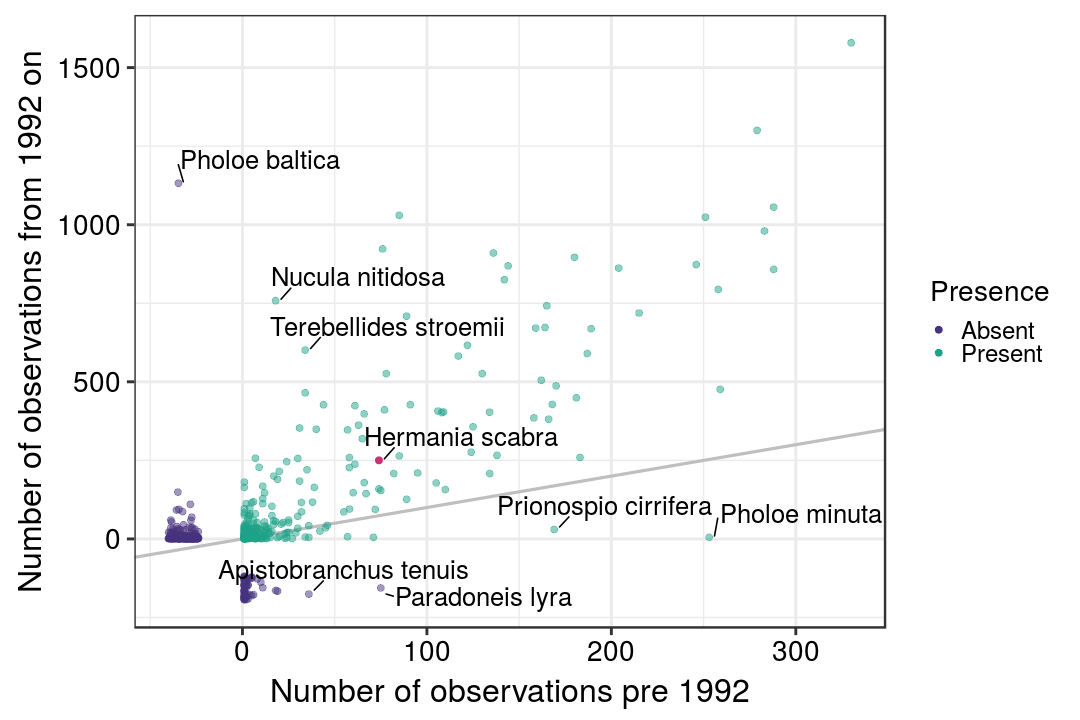 Number of observations from 1992 on
1500
1000
500
0
Pholoe baltica
Nucula nitidosa
Terebellides stroemii
Hermania scabra
Prionospio cirrifera
Pholoe minuta
Apistobranchus tenuis
Paradoneis lyra
0
100
200
300
Number of observations pre 1992
Presence
Absent
Present